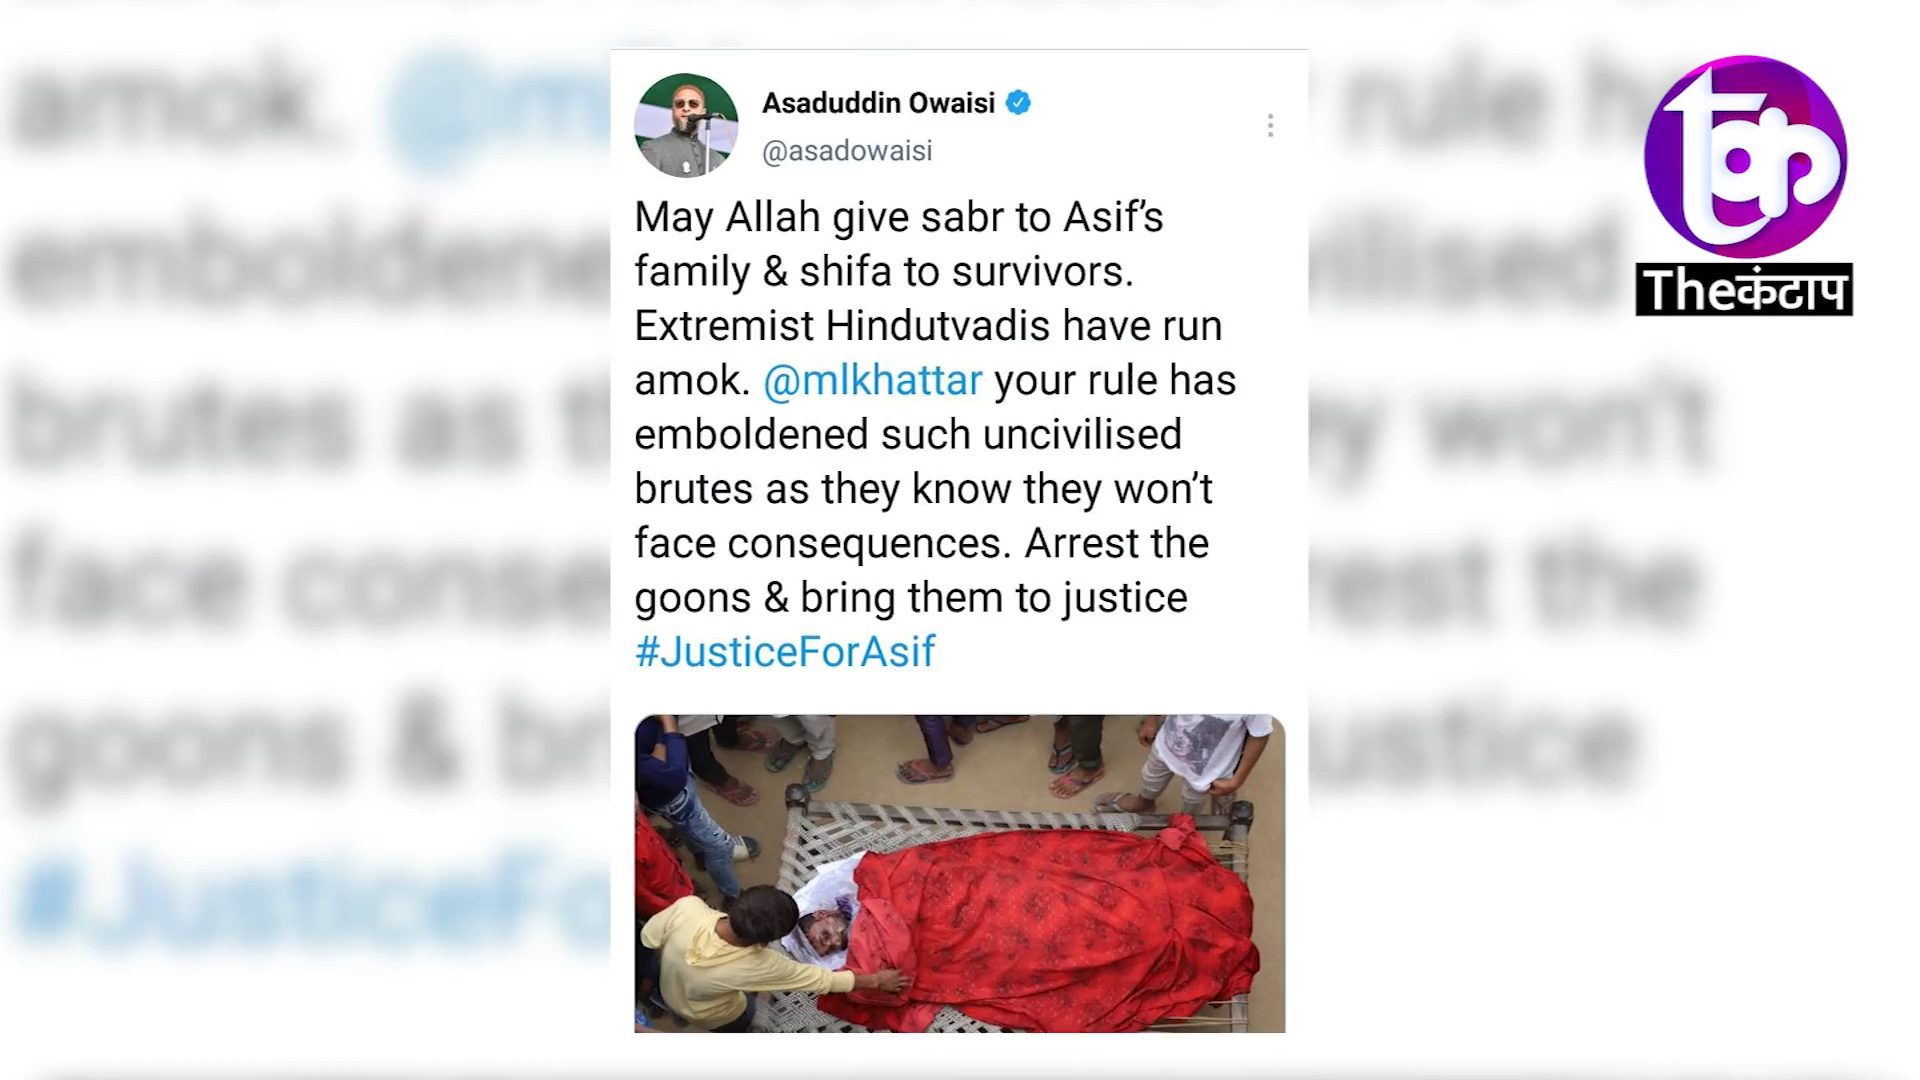 Asaduddin Owaisi
@asadowaisi
May Allah give sabr to Asif’s
family & shifa to survivors.
Extremist Hindutvadis have run
amok. @mlkhattar your rule has
emboldened such uncivilised
brutes as they know they won’t
face consequences. Arrest the
goons & bring them to justice
#JusticeForAsif
Theकंटाप